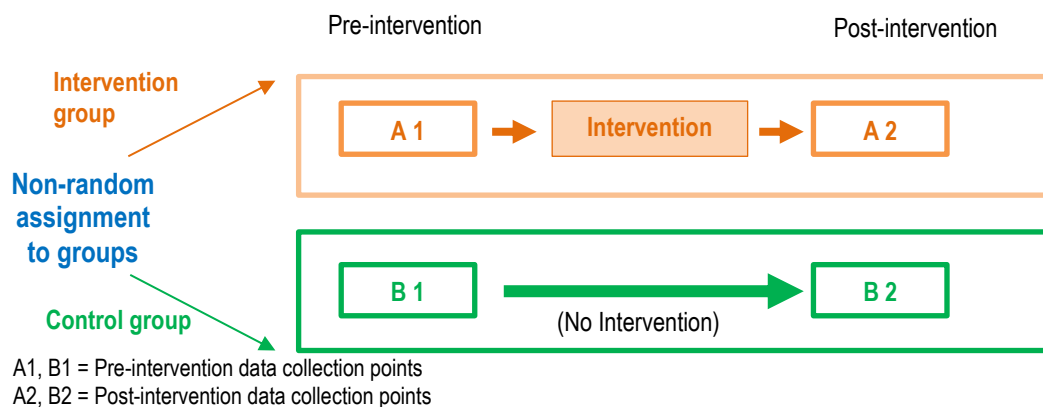 Pre-intervention
Post-intervention
Intervention
group
A 1
Intervention
A 2
Non-random
assignment
to groups
B 1
B 2
(No Intervention)
Control group
A1, B1 = Pre-intervention data collection points
A2, B2 = Post-intervention data collection points